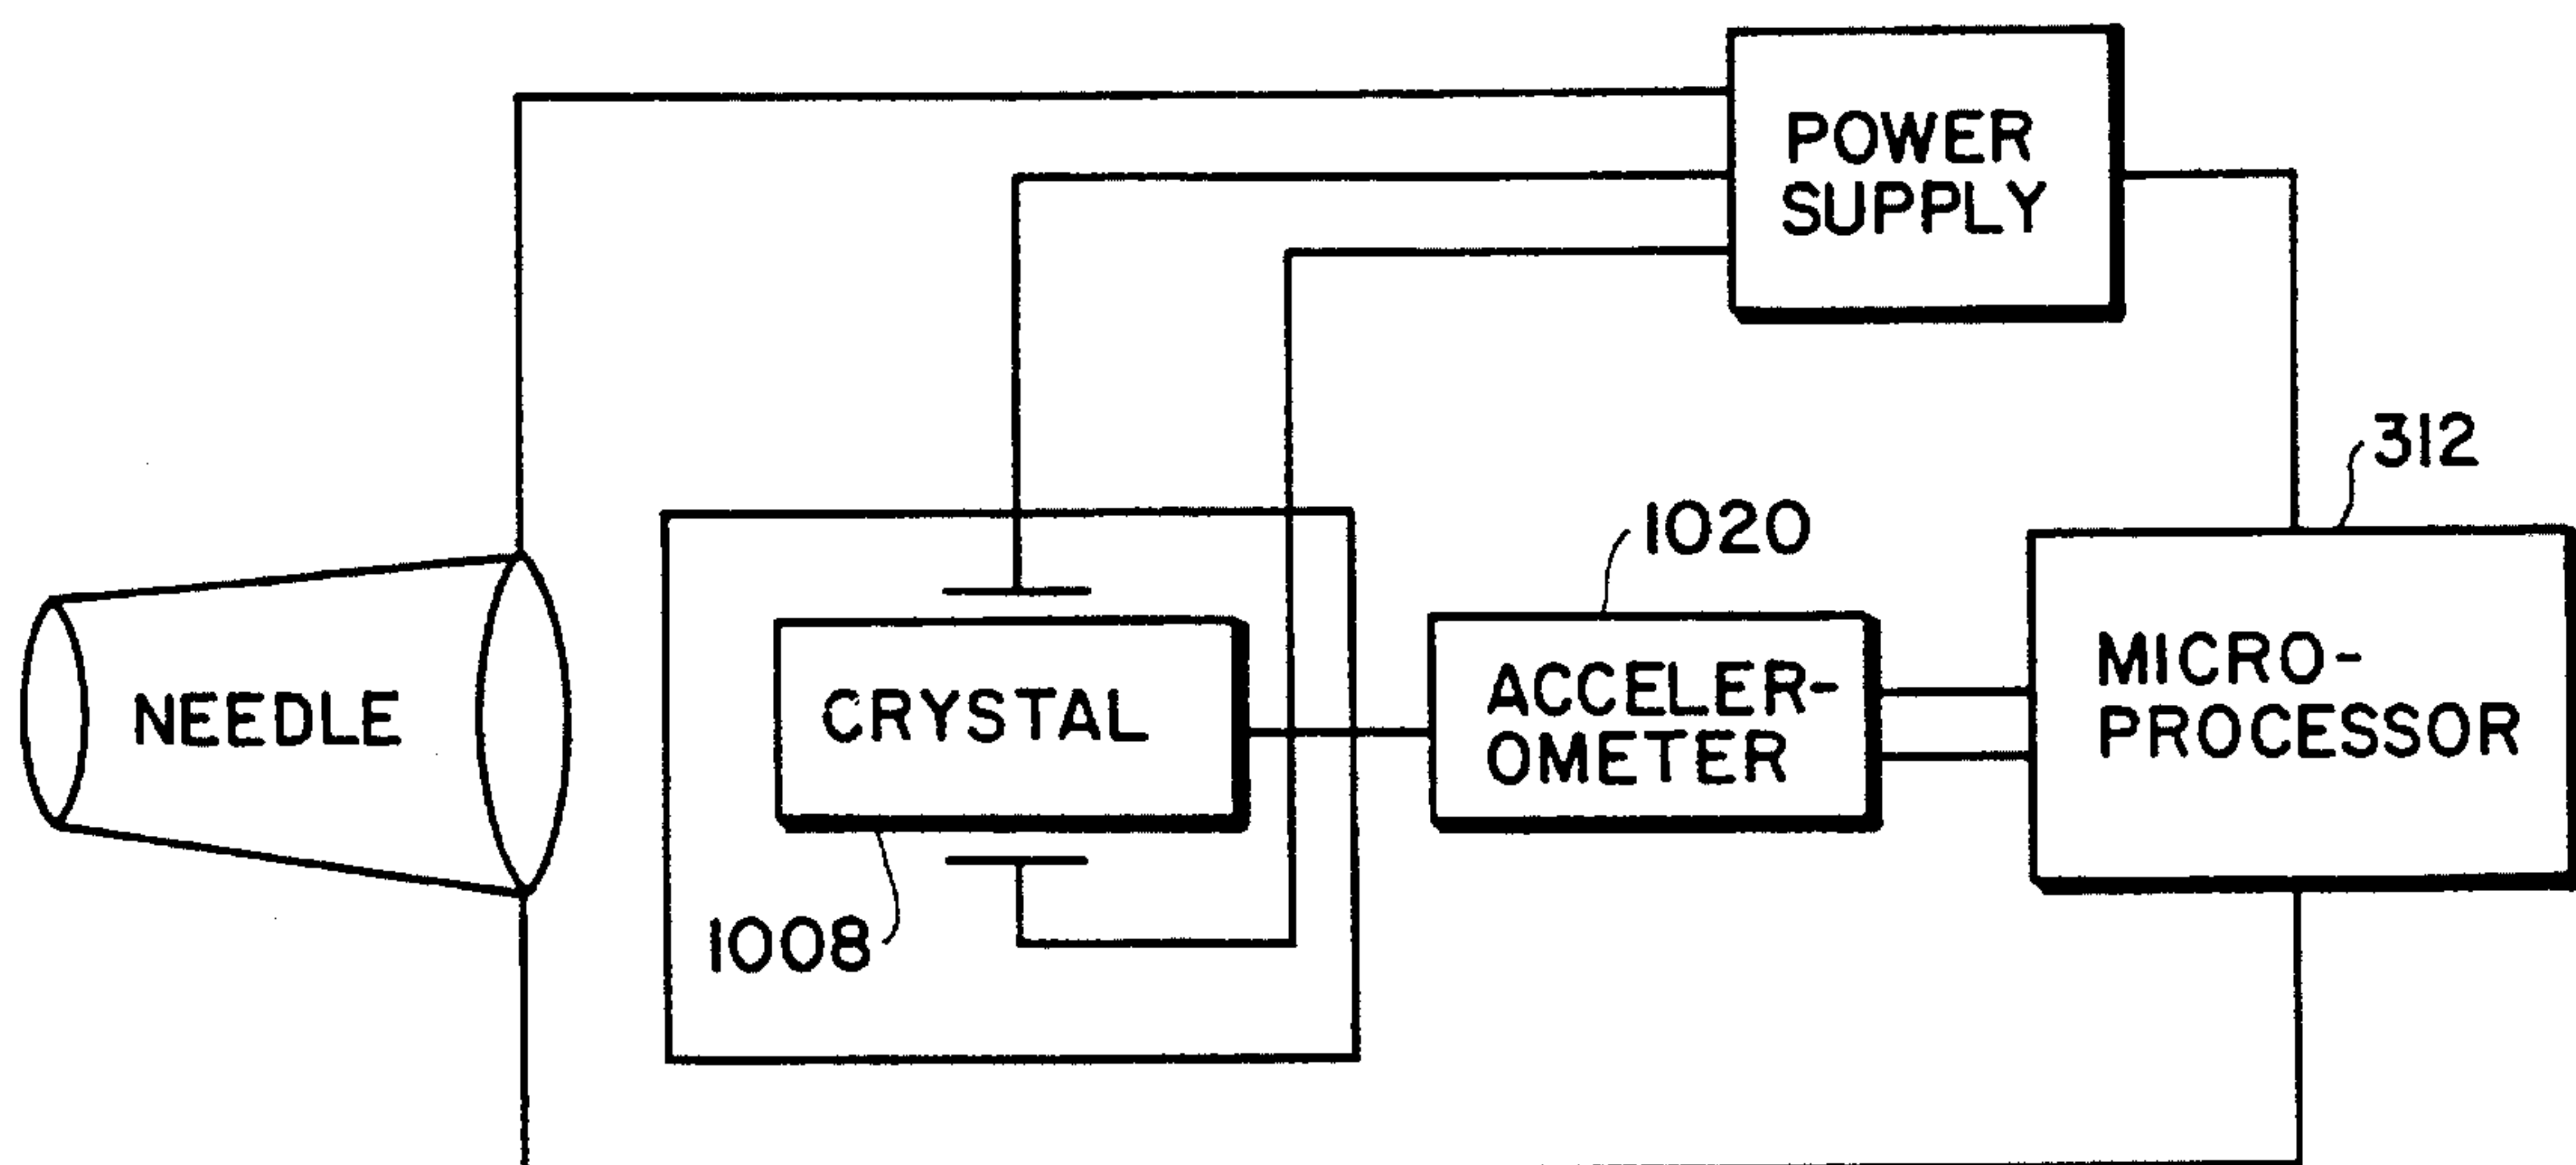 POWER
SUPPLY
312
1020
NEEDLE
CRYSTAL
ACCELER-
OMETER
MICRO-
PROCESSOR
1008